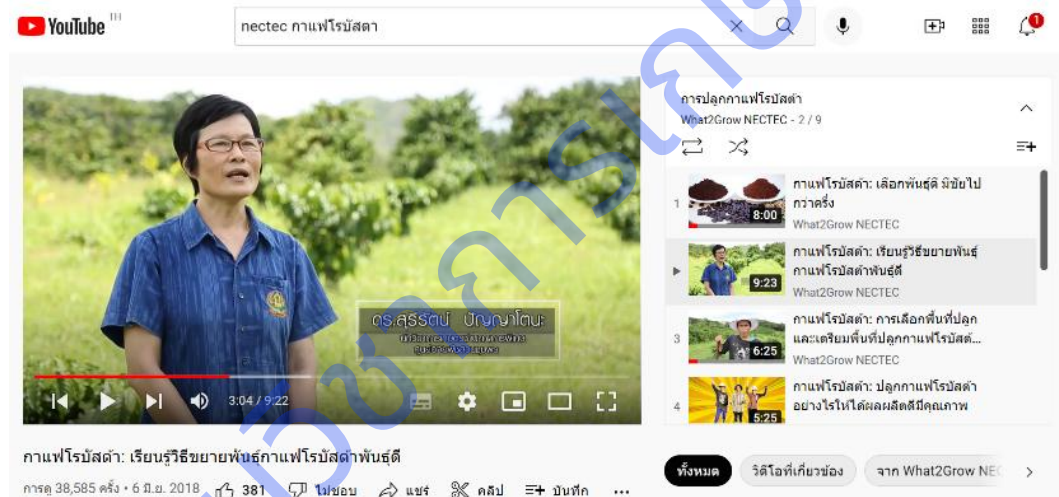 YouTube TH
nectec กาแฟโรบัสตา
1
ดร.สุรีรัตน์ ปัญญาโตนะ
3:04 / 9:22
การปลูกกาแฟโรบัสต้า
What2Grow NECTEC - 2 / 9
1
8:00
กาแฟโรบัสต้า: เลือกพันธุ์ดี มีชัยไป
กว่าครึ่ง
What2Grow NECTEC
9:23
กาแฟโรบัสต้า: เรียนรู้วิธีขยายพันธุ์
กาแฟโรบัสต้าพันธุ์ดี
What2Grow NECTEC
3
6:25
กาแฟโรบัสต้า: การเลือกพื้นที่ปลูก
และเตรียมพื้นที่ปลูกกาแฟโรบัสต้...
What2Grow NECTEC
4
5:25
กาแฟโรบัสต้า: ปลูกกาแฟโรบัสต้า
อย่างไรให้ได้ผลผลิตดีมีคุณภาพ
กาแฟโรบัสต้า: เรียนรู้วิธีขยายพันธุ์กาแฟโรบัสต้าพันธุ์ดี
การดู 38,585 ครั้ง • 6 มิ.ย. 2018
381 ไม่ชอบ แชร์ คลิป บันทึก ...
ทั้งหมด วิดีโอที่เกี่ยวข้อง จาก What2Grow NEC